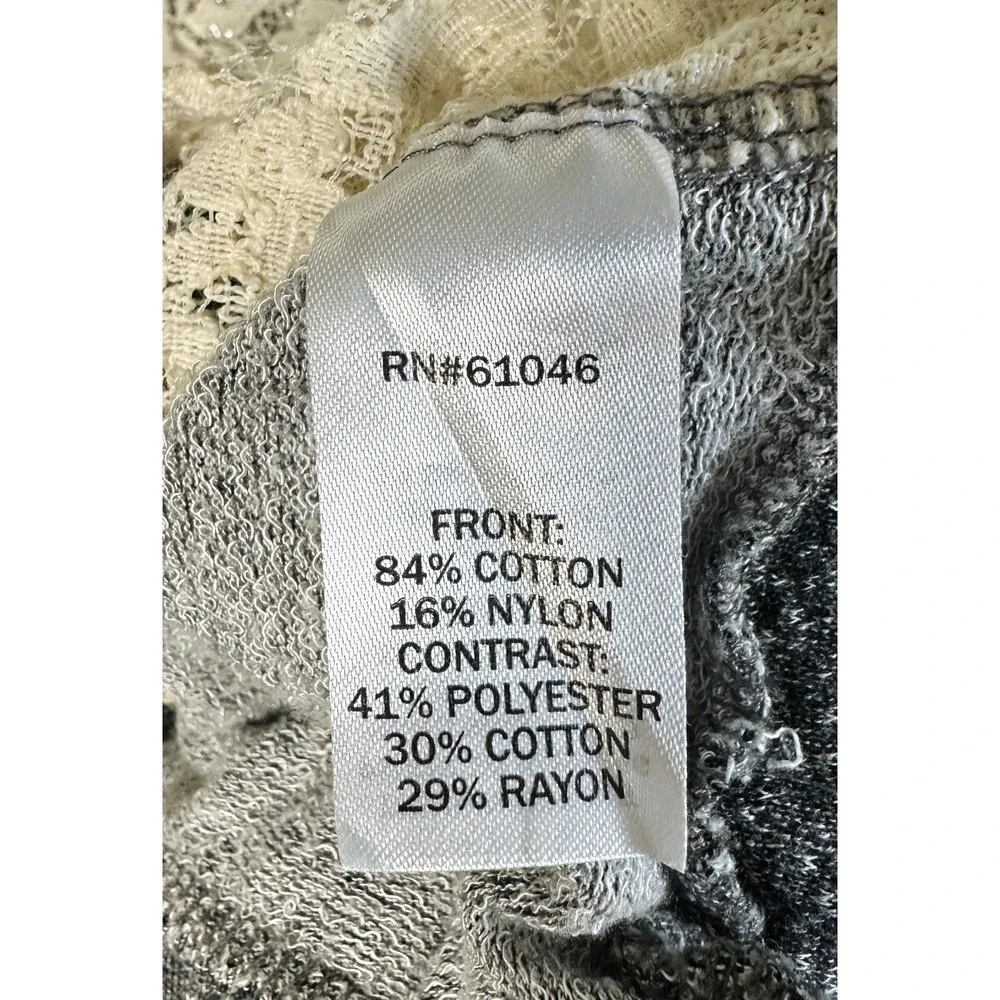 RN#61046
FRONT:
84% COTTON
16% NYLON
CONTRAST:
41% POLYESTER
30% COTTON
29% RAYON